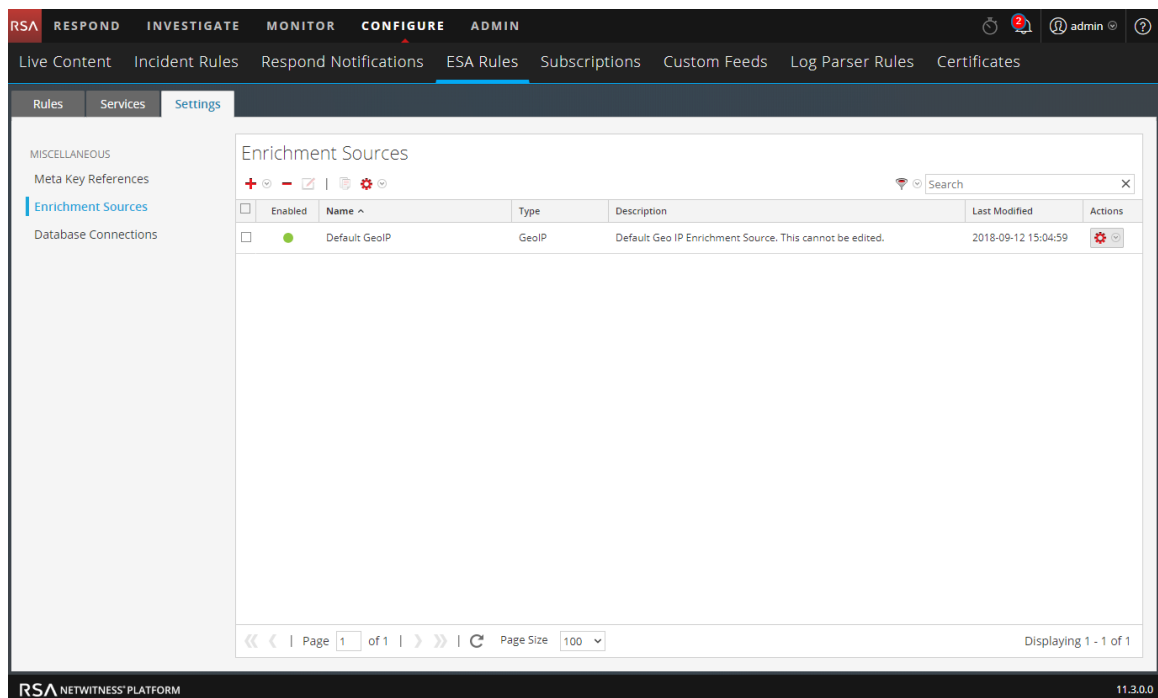 RSA RESPOND INVESTIGATE MONITOR CONFIGURE ADMIN 2 admin ?
Live Content Incident Rules Respond Notifications ESA Rules Subscriptions Custom Feeds Log Parser Rules Certificates
Rules Services Settings
MISCELLANEOUS
Meta Key References
Enrichment Sources
Database Connections
Enrichment Sources
Search
Enabled Name Type Description Last Modified Actions
Default GeoIP GeoIP Default Geo IP Enrichment Source. This cannot be edited. 2018-09-12 15:04:59
Page 1 of 1 Page Size 100 Displaying 1 - 1 of 1
RSA NETWITNESS® PLATFORM 11.3.0.0